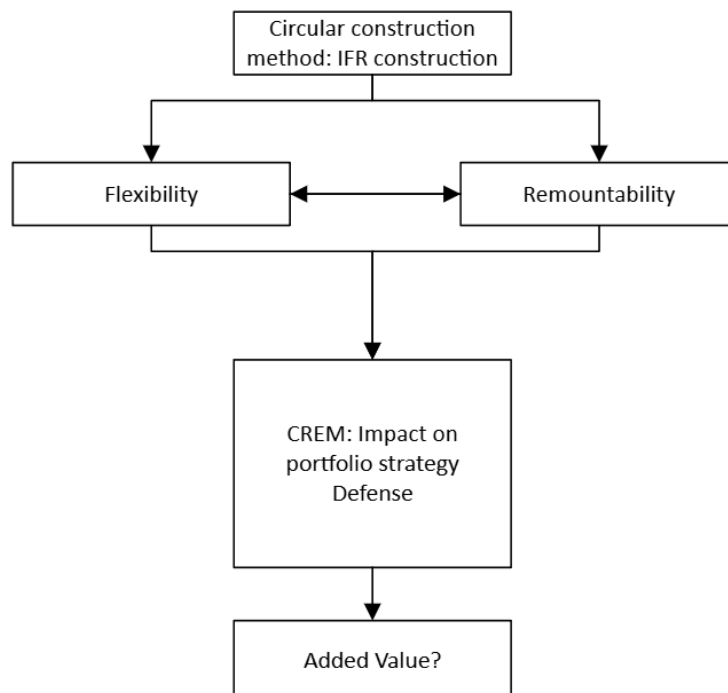 Circular construction
method: IFR construction
Flexibility
Remountability
CREM: Impact on
portfolio strategy
Defense
Added Value?